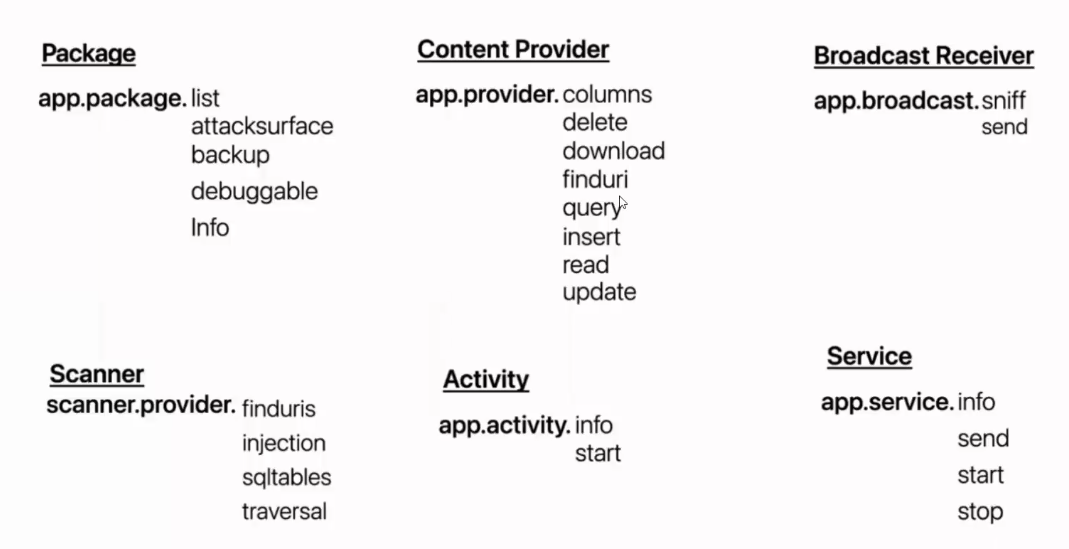 Package
app.package. list
attacksurface
backup
debuggable
Info
Content Provider
app.provider. columns
delete
download
finduri
query
insert
read
update
Broadcast Receiver
app.broadcast. sniff
send
Scanner
scanner.provider. finduris
injection
sqltables
traversal
Activity
app.activity. info
start
Service
app.service. info
send
start
stop